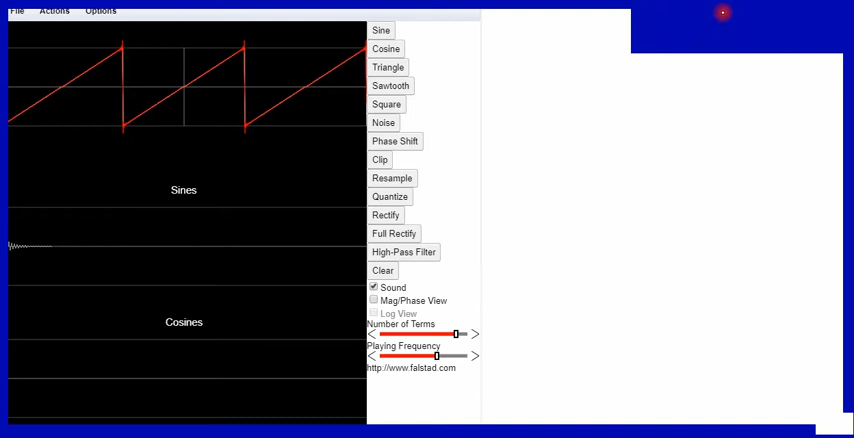 File Actions Options
Sine
Cosine
Triangle
Sawtooth
Square
Noise
Phase Shift
Clip
Resample
Quantize
Rectify
Full Rectify
High-Pass Filter
Clear
Sound
Mag/Phase View
Log View
Number of Terms
Playing Frequency
http://www.falstad.com
Sines
Cosines